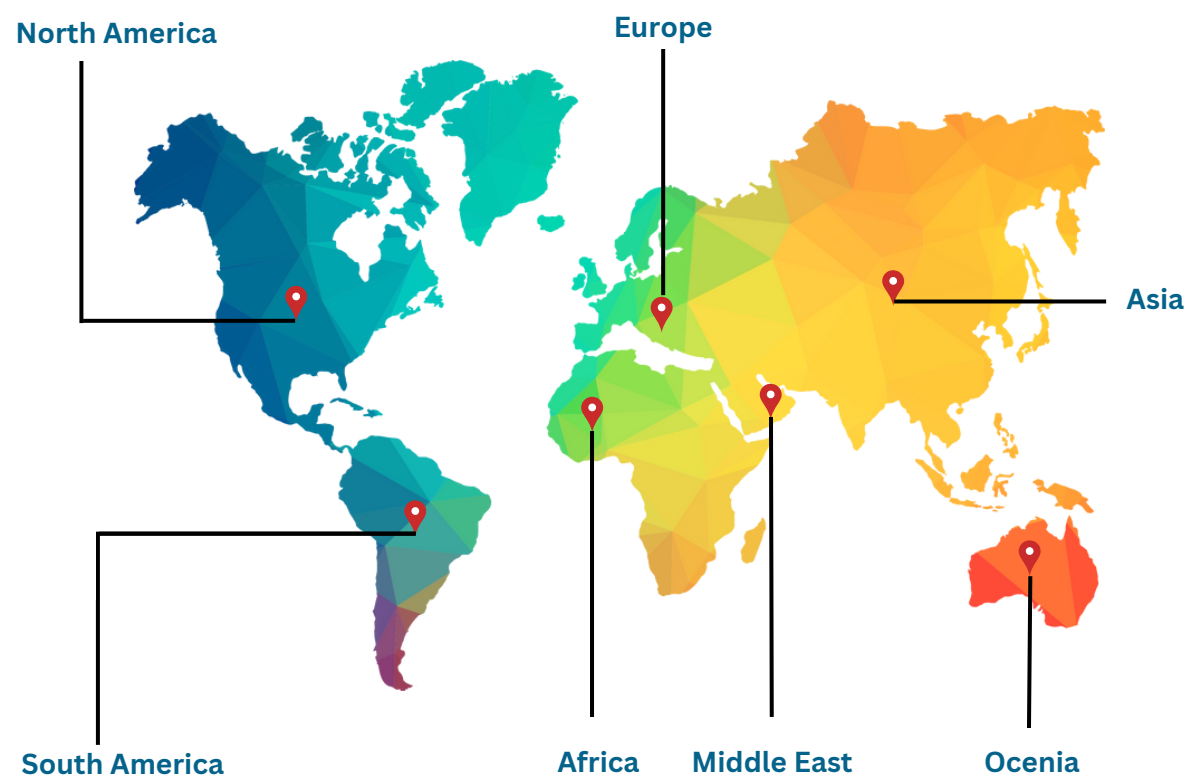 North America
Europe
Asia
South America
Africa
Middle East
Ocenia